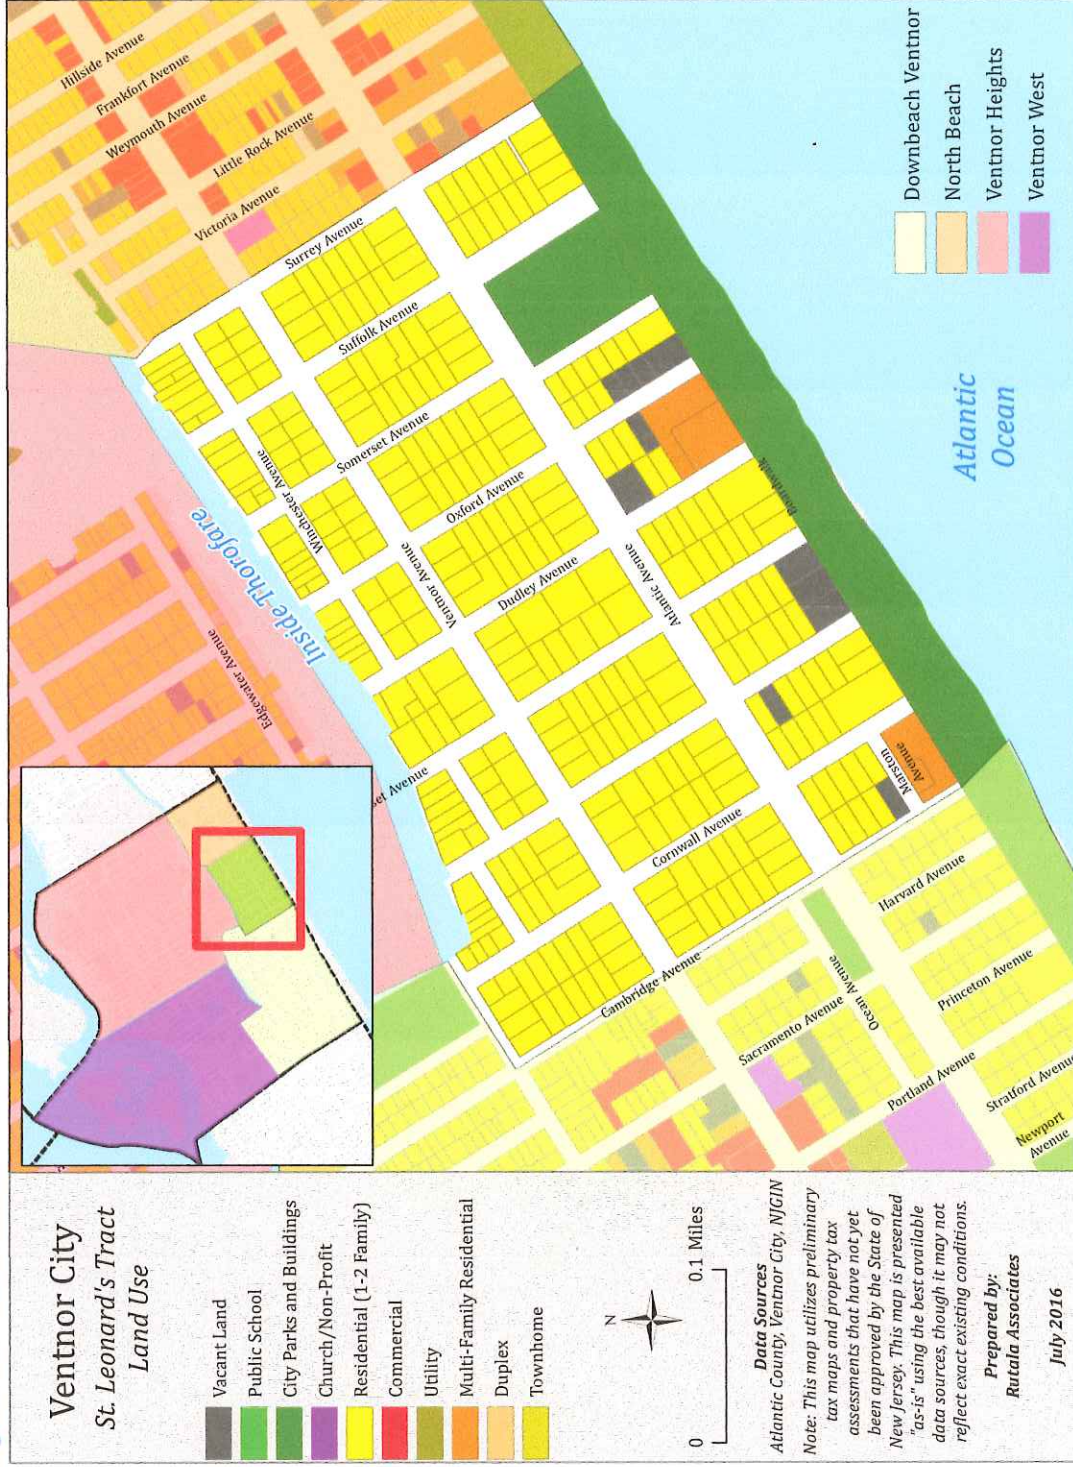 Ventnor City
St. Leonard's Tract
Land Use
Vacant Land
Public School
City Parks and Buildings
Church/Non-Profit
Residential (1-2 Family)
Commercial
Utility
Multi-Family Residential
Duplex
Townhome
N
0
0.1 Miles
Data Sources
Atlantic County, Ventnor City, NJGIN
Note: This map utilizes preliminary
tax maps and property tax
assessments that have not yet
been approved by the State of
New Jersey. This map is presented
"as-is" using the best available
data sources, though it may not
reflect exact existing conditions.
Prepared by:
Rutala Associates
July 2016
Hillside Avenue
Frankfort Avenue
Weymouth Avenue
Little Rock Avenue
Victoria Avenue
Surrey Avenue
Suffolk Avenue
Somerset Avenue
Oxford Avenue
Dudley Avenue
Winchester Avenue
Ventnor Avenue
Atlantic Avenue
Boardwalk
Inside Thorofare
Edgewater Avenue
set Avenue
Cornwall Avenue
Cambridge Avenue
Marston
Avenue
Harvard Avenue
Sacramento Avenue
Ocean Avenue
Princeton Avenue
Portland Avenue
Stratford Avenue
Newport
Avenue
Atlantic
Ocean
Downbeach Ventnor
North Beach
Ventnor Heights
Ventnor West